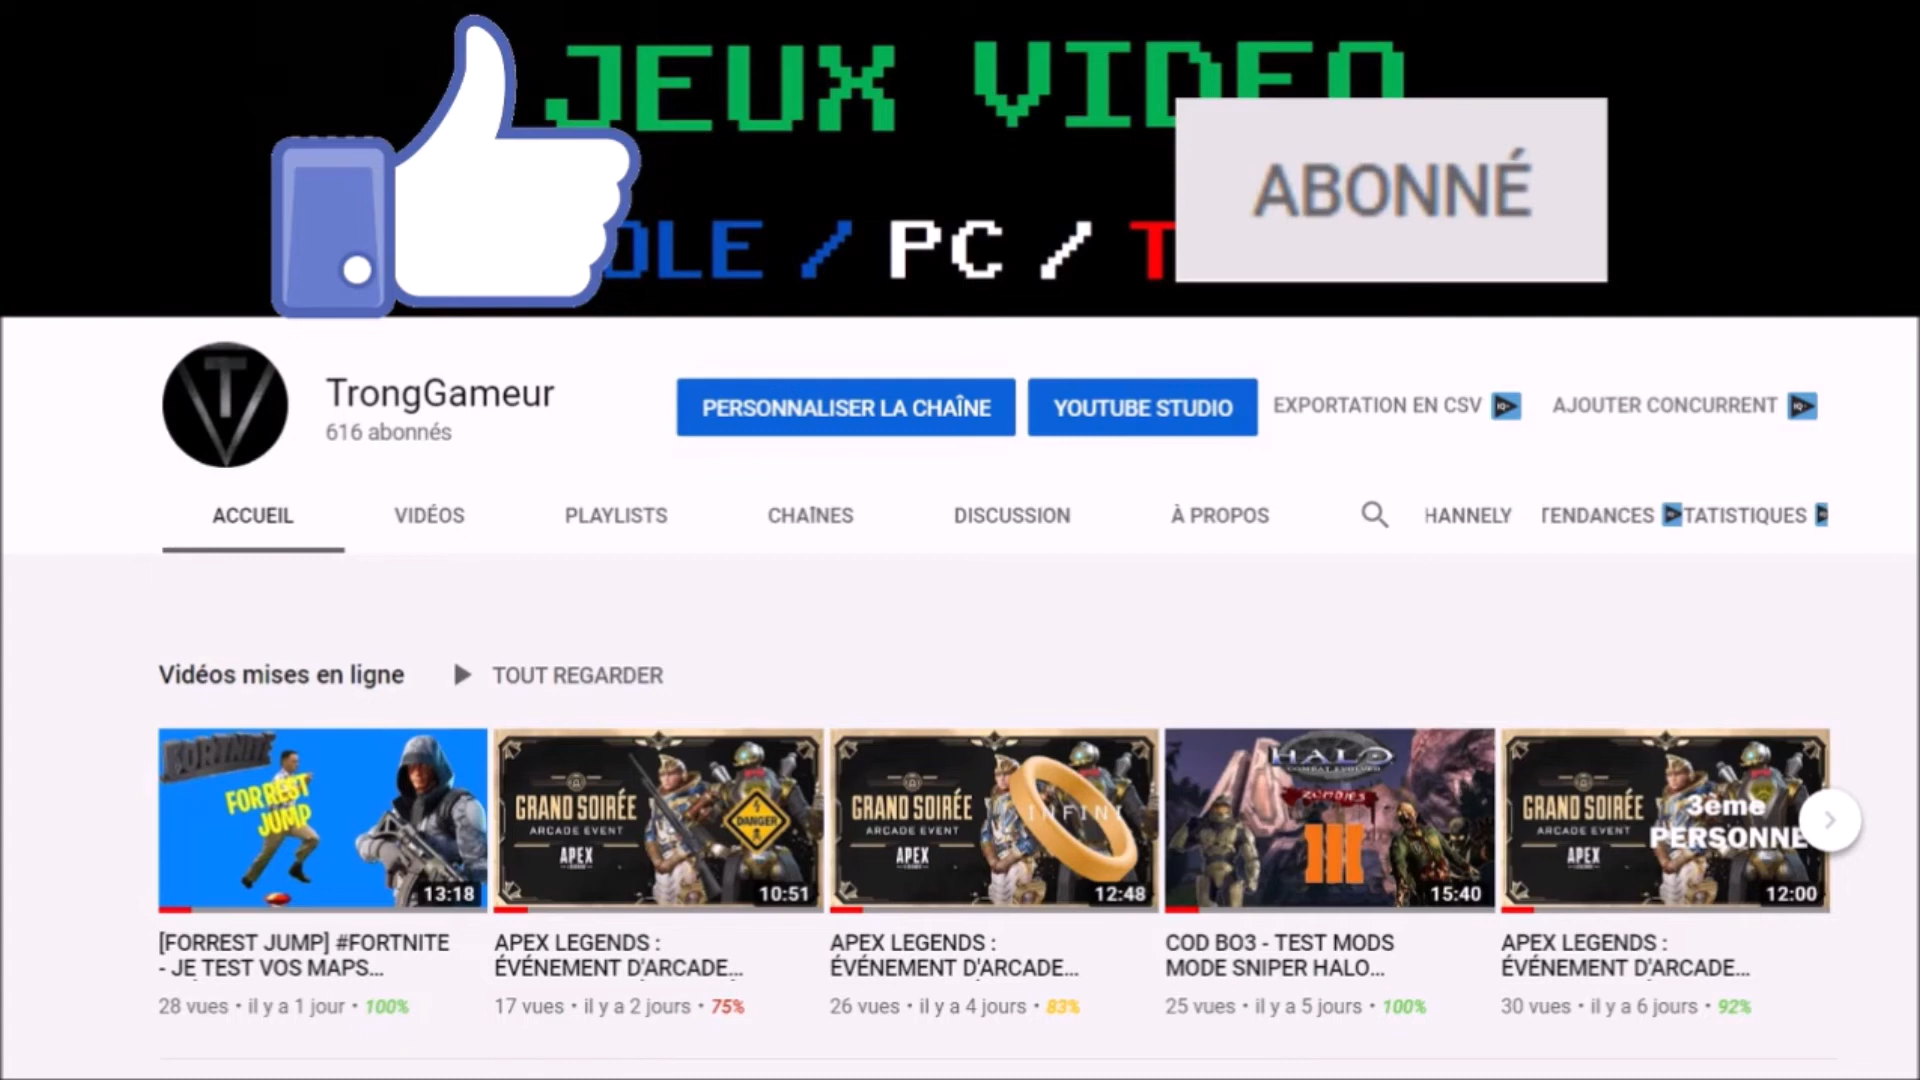 JEUX VIDEO
ABONNÉ
OLE / PC / T
TrongGameur
616 abonnés
PERSONNALISER LA CHAÎNE
YOUTUBE STUDIO
EXPORTATION EN CSV
AJOUTER CONCURRENT
ACCUEIL
VIDÉOS
PLAYLISTS
CHAÎNES
DISCUSSION
À PROPOS
HANNELY
TENDANCES
TATISTIQUES
Vidéos mises en ligne
TOUT REGARDER
FORTNITE
FORREST
JUMP
13:18
GRAND SOIRÉE
ARCADE EVENT
APEX
DANGER
10:51
GRAND SOIRÉE
ARCADE EVENT
APEX
INFINI
12:48
HALO
COMBAT EVOLVED
ZOMBIES
III
15:40
GRAND SOIRÉE
ARCADE EVENT
APEX
3ème
PERSONNE
12:00
[FORREST JUMP] #FORTNITE
- JE TEST VOS MAPS...
28 vues • il y a 1 jour • 100%
APEX LEGENDS :
ÉVÉNEMENT D'ARCADE...
17 vues • il y a 2 jours • 75%
APEX LEGENDS :
ÉVÉNEMENT D'ARCADE...
26 vues • il y a 4 jours • 83%
COD BO3 - TEST MODS
MODE SNIPER HALO...
25 vues • il y a 5 jours • 100%
APEX LEGENDS :
ÉVÉNEMENT D'ARCADE...
30 vues • il y a 6 jours • 92%